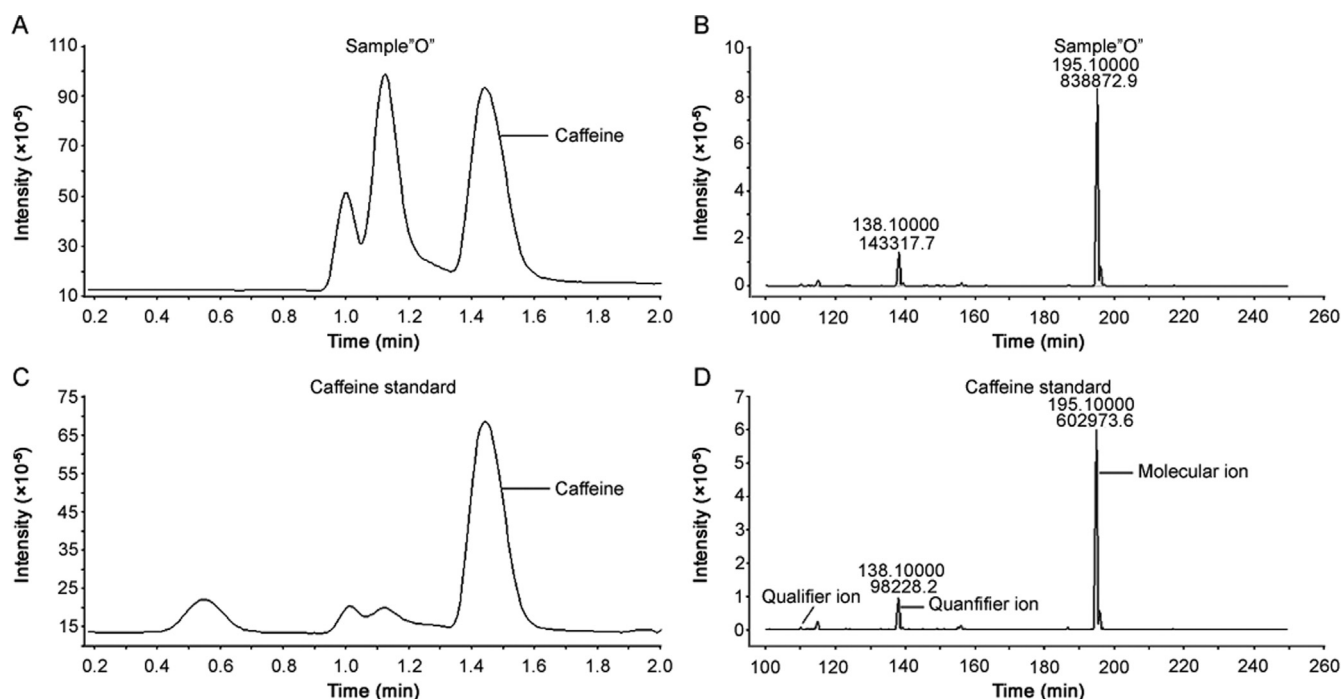 A
Sample"O"
Intensity (×10-5)
110
90
70
50
30
10
Caffeine
0.2 0.4 0.6 0.8 1.0 1.2 1.4 1.6 1.8 2.0
Time (min)
B
Sample"O"
195.10000
838872.9
Intensity (×10-5)
10
8
6
4
2
0
138.10000
143317.7
100 120 140 160 180 200 220 240 250 260
Time (min)
C
Caffeine standard
Intensity (×10-5)
75
65
55
45
35
25
15
Caffeine
0.2 0.4 0.6 0.8 1.0 1.2 1.4 1.6 1.8 2.0
Time (min)
D
Caffeine standard
195.10000
602973.6
Intensity (×10-5)
7
6
5
4
3
2
1
0
Molecular ion
138.10000
98228.2
Qualifier ion
Quanfifier ion
100 120 140 160 180 200 220 240 250 260
Time (min)